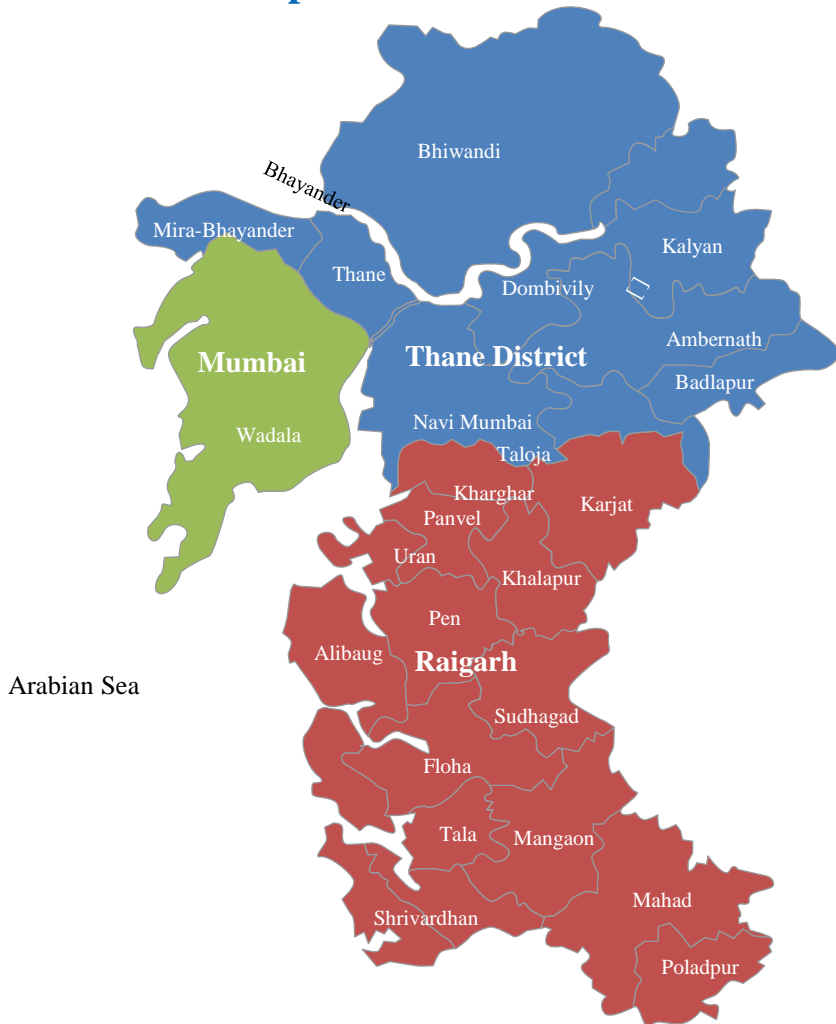 Bhiwandi
Bhayander
Mira-Bhayander
Kalyan
Thane
Dombivily
[ ]
Ambernath
Mumbai
Thane District
Badlapur
Navi Mumbai
Wadala
Taloja
Kharghar
Karjat
Panvel
Uran
Khalapur
Pen
Alibaug
Raigarh
Arabian Sea
Sudhagad
Floha
Tala
Mangaon
Mahad
Shrivardhan
Poladpur